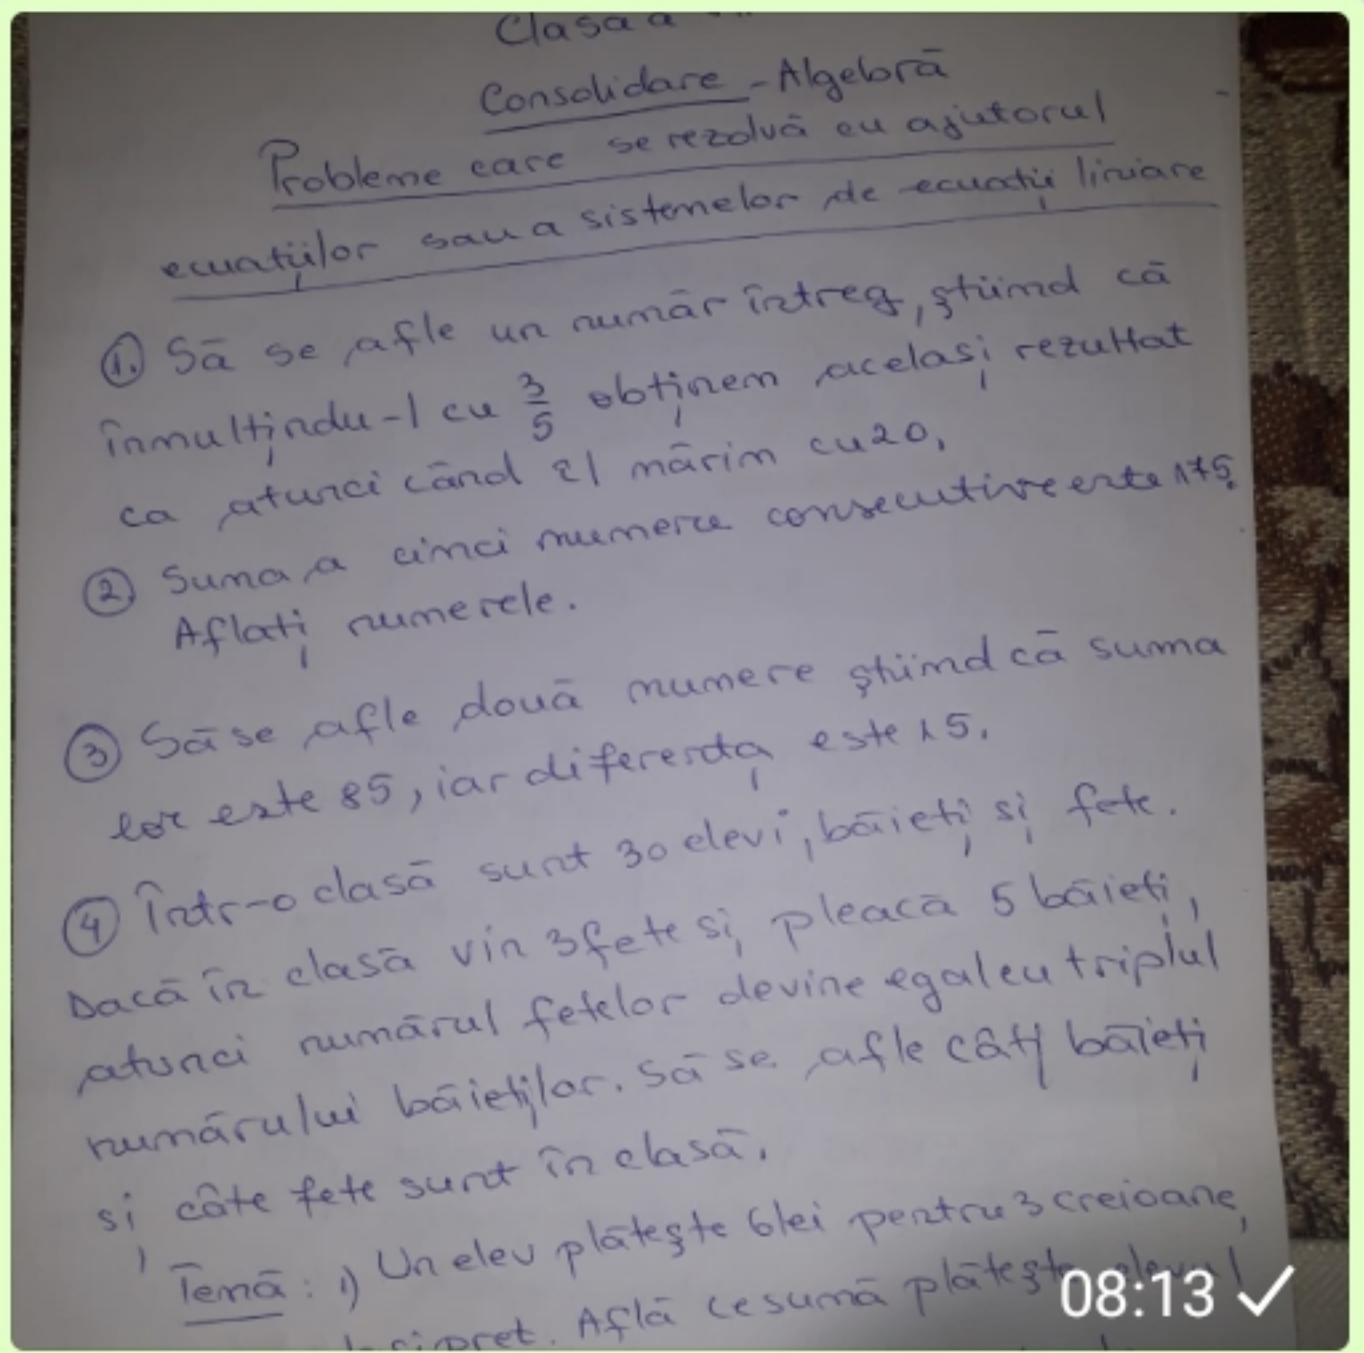 Clasa a
Consolidare - Algebră
Probleme care se rezolvă cu ajutorul
ecuațiilor sau a sistemelor de ecuații liniare
1. Să se afle un număr întreg, știind că
înmulțindu-l cu 3/5 obținem același rezultat
ca atunci când îl mărim cu 20.
2. Suma a cinci numere consecutive este 175.
Aflați numerele.
3 Să se afle două numere știind că suma
lor este 85, iar diferența este 15.
4 Într-o clasă sunt 30 elevi, băieți și fete.
Dacă în clasă vin 3 fete și pleacă 5 băieți,
atunci numărul fetelor devine egal cu triplul
numărului băieților. Să se afle câți băieți
și câte fete sunt în clasă.
Temă: 1) Un elev plătește 6 lei pentru 3 creioane,
preț. Află ce sumă plătește elevul
08:13